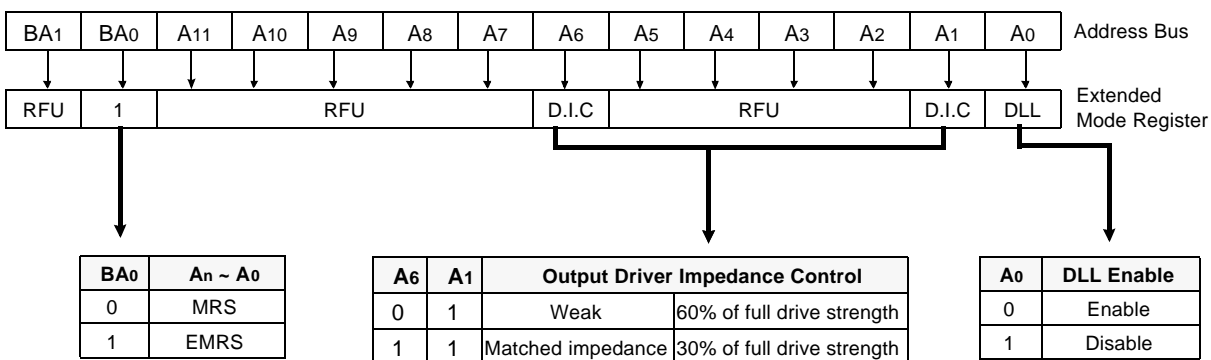 BA1 BA0 A11 A10 A9 A8 A7 A6 A5 A4 A3 A2 A1 A0 Address Bus
RFU 1 RFU D.I.C RFU D.I.C DLL Extended
Mode Register
BA0 An ~ A0
0 MRS
1 EMRS
A6 A1 Output Driver Impedance Control
0 1 Weak 60% of full drive strength
1 1 Matched impedance 30% of full drive strength
A0 DLL Enable
0 Enable
1 Disable